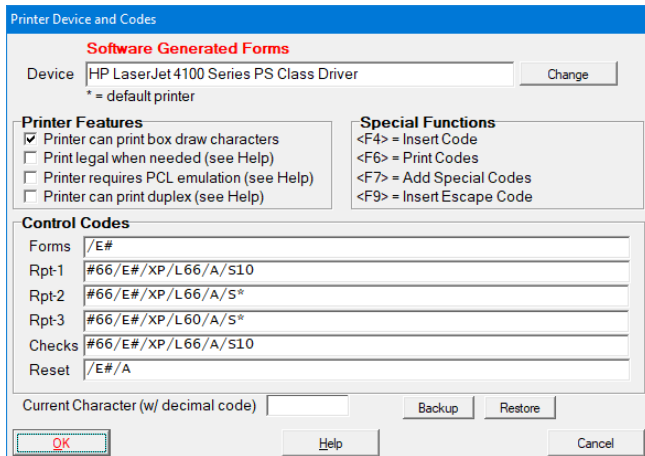 Printer Device and Codes
Software Generated Forms
Device HP LaserJet 4100 Series PS Class Driver Change
* = default printer
Printer Features
Printer can print box draw characters
Print legal when needed (see Help)
Printer requires PCL emulation (see Help)
Printer can print duplex (see Help)
Special Functions
<F4> = Insert Code
<F6> = Print Codes
<F7> = Add Special Codes
<F9> = Insert Escape Code
Control Codes
Forms /E#
Rpt-1 #66/E#/XP/L66/A/S10
Rpt-2 #66/E#/XP/L66/A/S*
Rpt-3 #66/E#/XP/L60/A/S*
Checks #66/E#/XP/L66/A/S10
Reset /E#/A
Current Character (w/ decimal code) Backup Restore
OK Help Cancel